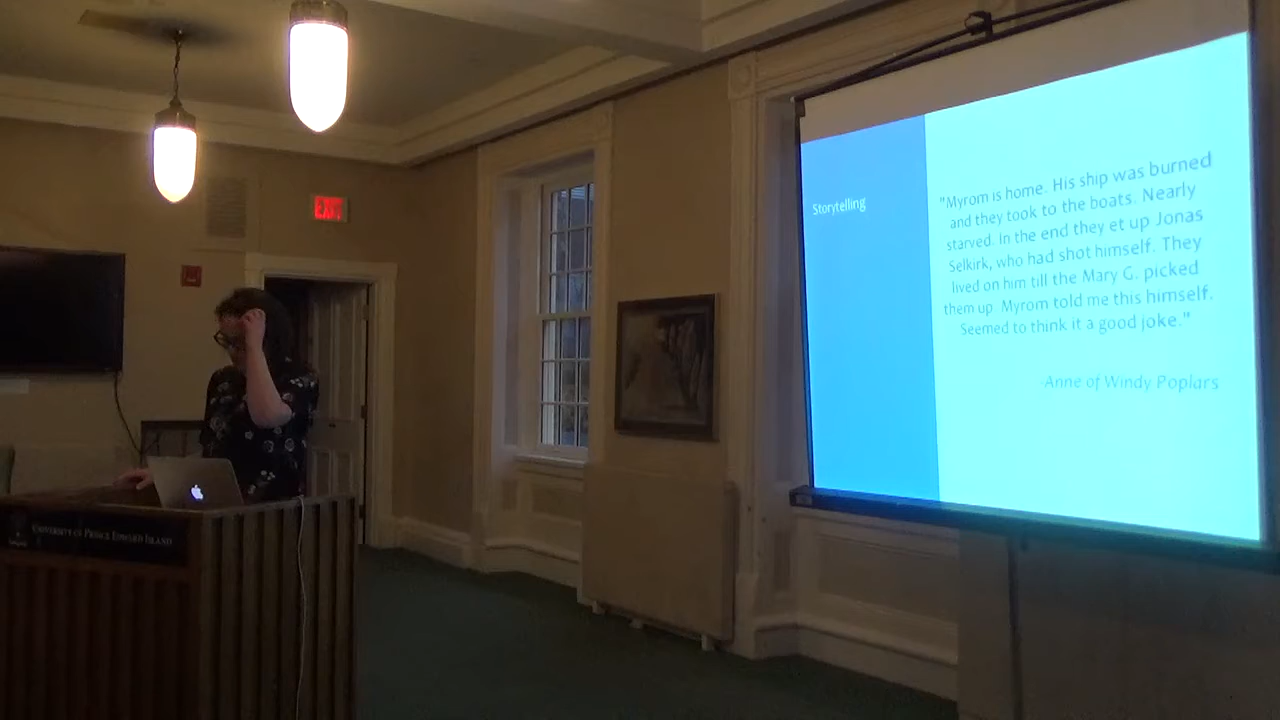 EXIT
Storytelling
"Myrom is home. His ship was burned
and they took to the boats. Nearly
starved. In the end they et up Jonas
Selkirk, who had shot himself. They
lived on him till the Mary G. picked
them up. Myrom told me this himself.
Seemed to think it a good joke."
-Anne of Windy Poplars
UNIVERSITY OF PRINCE EDWARD ISLAND